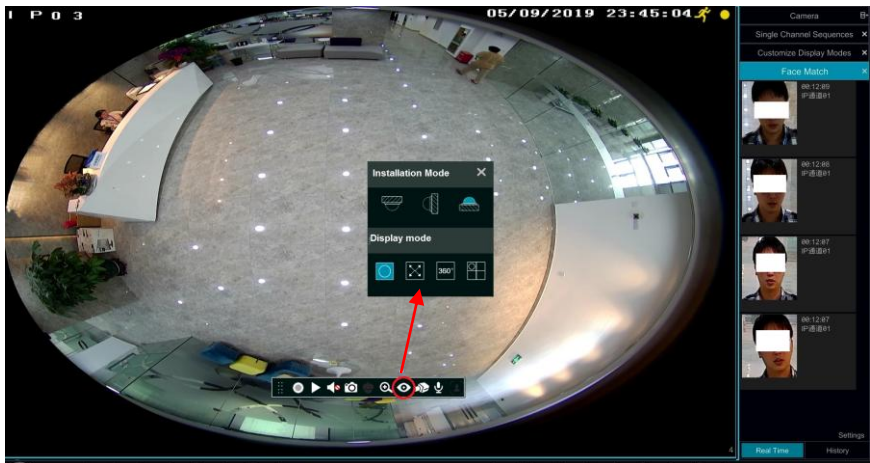 I P 0 3
05/09/2019 23:45:04
Camera
Single Channel Sequences ×
Customize Display Modes ×
Face Match ×
00:12:09
IP通道01
00:12:06
IP通道01
00:12:07
IP通道01
00:12:07
IP通道01
Installation Mode ×
Display mode
360°
4
Settings
Real Time
History